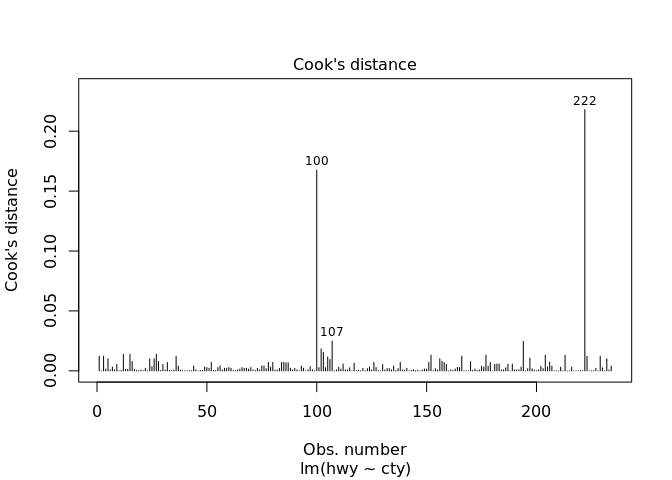 Cook's distance
222
100
107
Cook's distance
0.00 0.05 0.10 0.15 0.20
0 50 100 150 200
Obs. number
lm(hwy ~ cty)